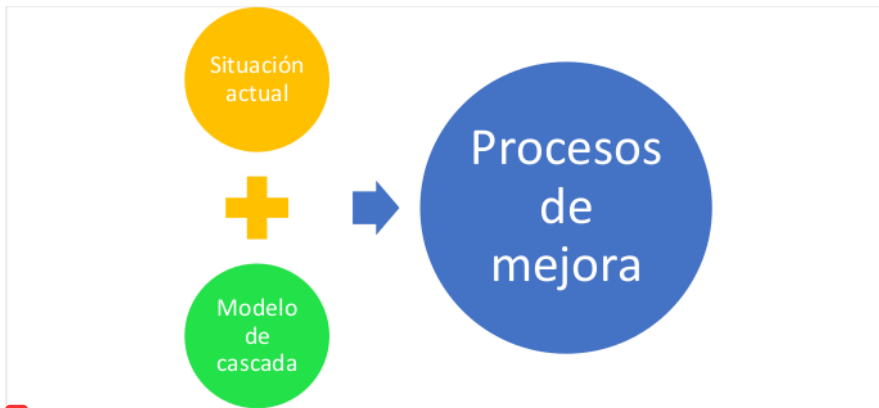 Situación
actual
Modelo
de
cascada
Procesos
de
mejora